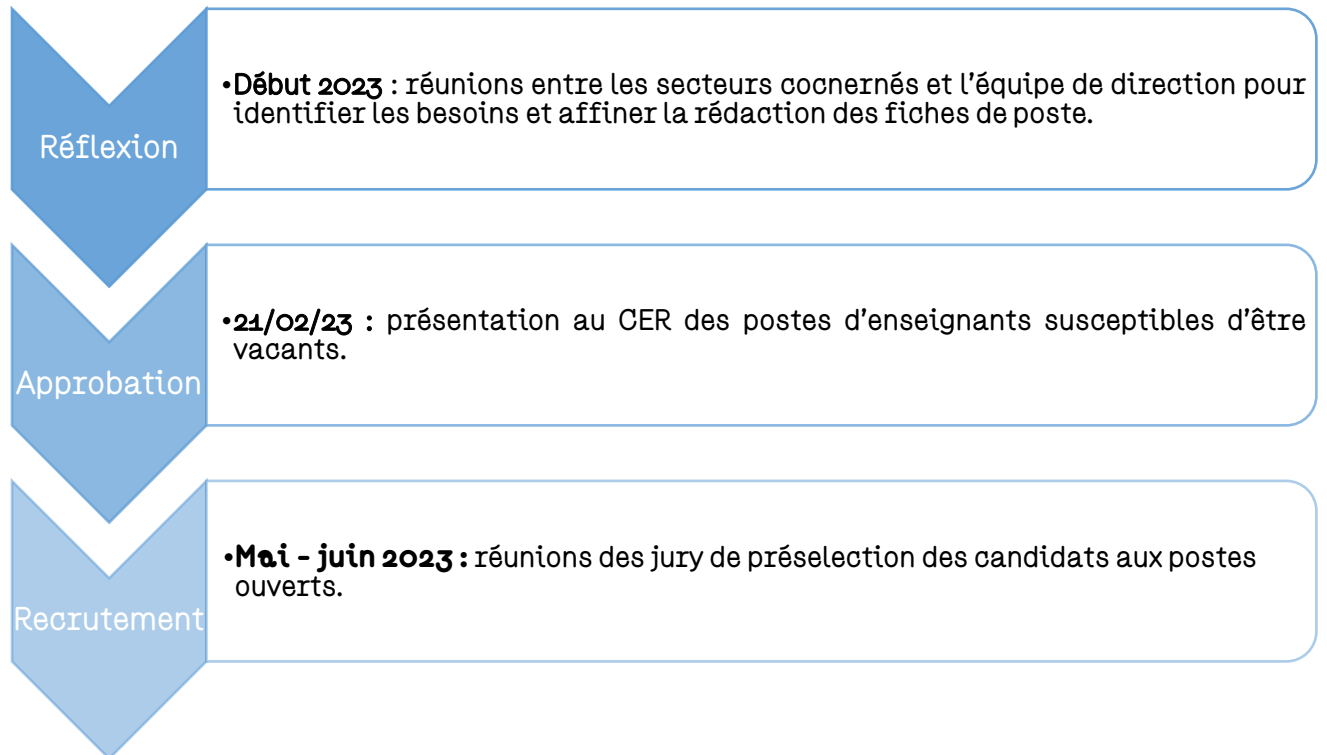 Réflexion
•Début 2023 : réunions entre les secteurs cocnernés et l'équipe de direction pour
identifier les besoins et affiner la rédaction des fiches de poste.
Approbation
•21/02/23 : présentation au CER des postes d'enseignants susceptibles d'être
vacants.
Recrutement
•Mai - juin 2023 : réunions des jury de préselection des candidats aux postes
ouverts.